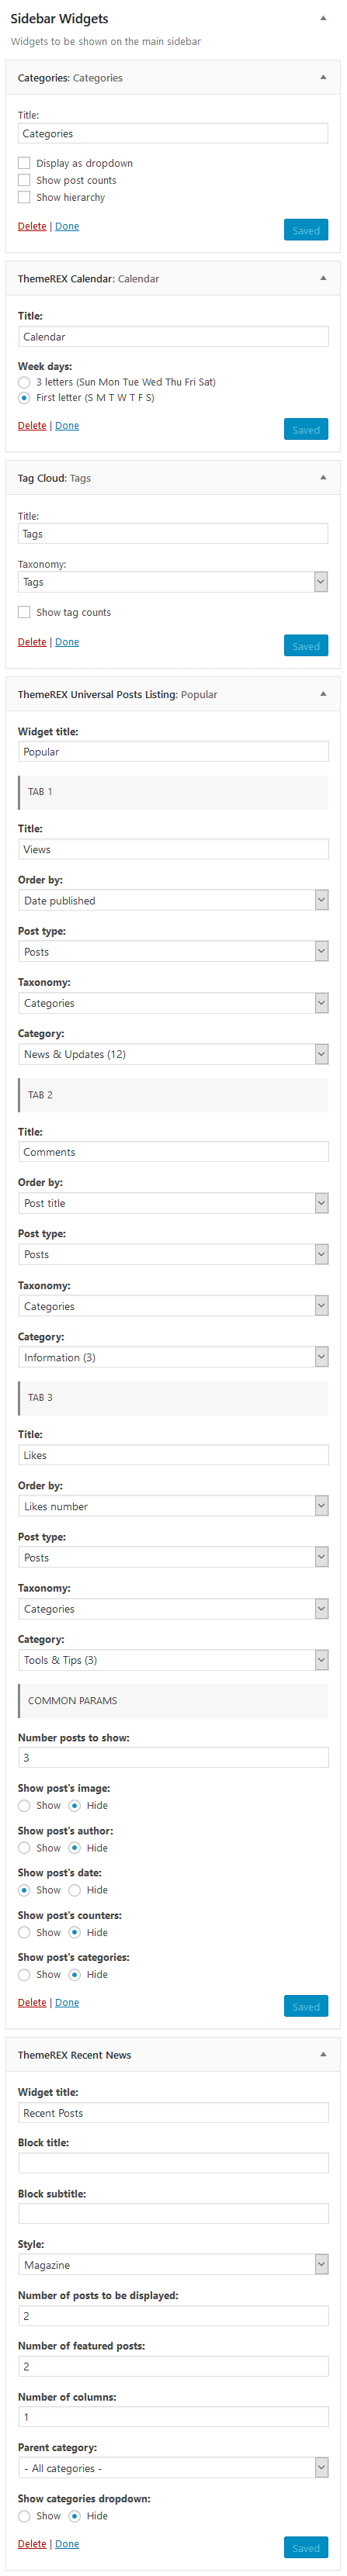 Sidebar Widgets
Widgets to be shown on the main sidebar
Categories: Categories
Title:
Categories
Display as dropdown
Show post counts
Show hierarchy
Delete | Done
Saved
ThemeREX Calendar: Calendar
Title:
Calendar
Week days:
3 letters (Sun Mon Tue Wed Thu Fri Sat)
First letter (S M T W T F S)
Delete | Done
Saved
Tag Cloud: Tags
Title:
Tags
Taxonomy:
Tags
Show tag counts
Delete | Done
Saved
ThemeREX Universal Posts Listing: Popular
Widget title:
Popular
TAB 1
Title:
Views
Order by:
Date published
Post type:
Posts
Taxonomy:
Categories
Category:
News & Updates (12)
TAB 2
Title:
Comments
Order by:
Post title
Post type:
Posts
Taxonomy:
Categories
Category:
Information (3)
TAB 3
Title:
Likes
Order by:
Likes number
Post type:
Posts
Taxonomy:
Categories
Category:
Tools & Tips (3)
COMMON PARAMS
Number posts to show:
3
Show post's image:
Show Hide
Show post's author:
Show Hide
Show post's date:
Show Hide
Show post's counters:
Show Hide
Show post's categories:
Show Hide
Delete | Done
Saved
ThemeREX Recent News
Widget title:
Recent Posts
Block title:
Block subtitle:
Style:
Magazine
Number of posts to be displayed:
2
Number of featured posts:
2
Number of columns:
1
Parent category:
- All categories -
Show categories dropdown:
Show Hide
Delete | Done
Saved